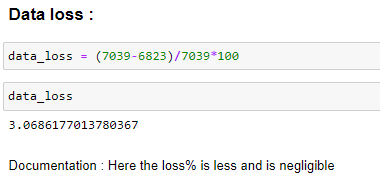 Data loss :
data_loss = (7039-6823)/7039*100
data_loss
3.0686177013780367
Documentation : Here the loss% is less and is negligible